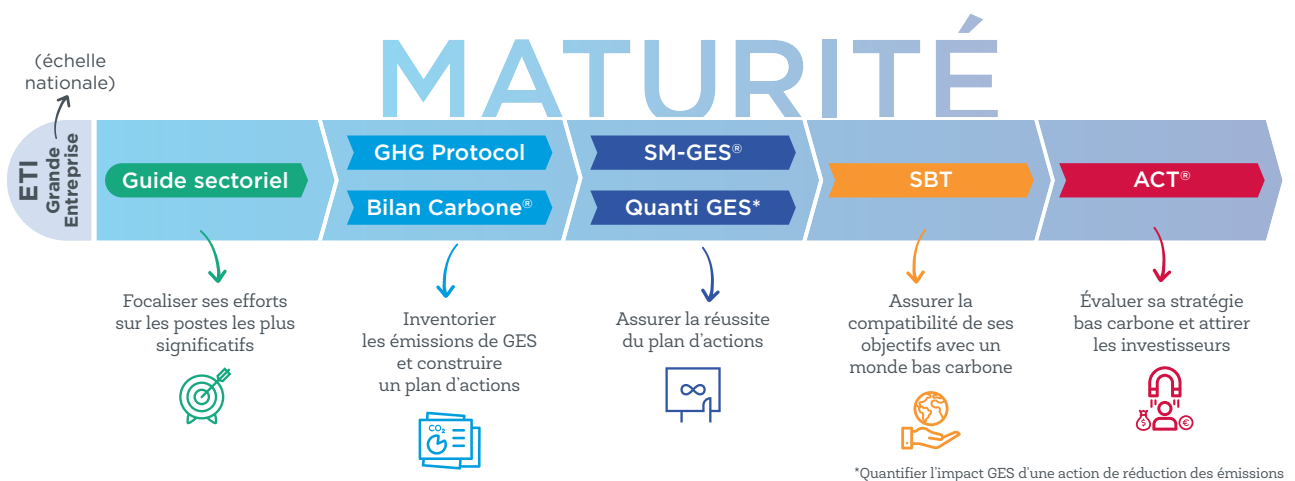 MATURITÉ
(échelle
nationale)
ETI
Grande
Entreprise
Guide sectoriel
GHG Protocol
Bilan Carbone®
SM-GES®
Quanti GES*
SBT
ACT®
Focaliser ses efforts
sur les postes les plus
significatifs
Inventorier
les émissions de GES
et construire
un plan d’actions
CO₂
Assurer la réussite
du plan d’actions
Assurer la
compatibilité de ses
objectifs avec un
monde bas carbone
Évaluer sa stratégie
bas carbone et attirer
les investisseurs
$
€
*Quantifier l'impact GES d'une action de réduction des émissions